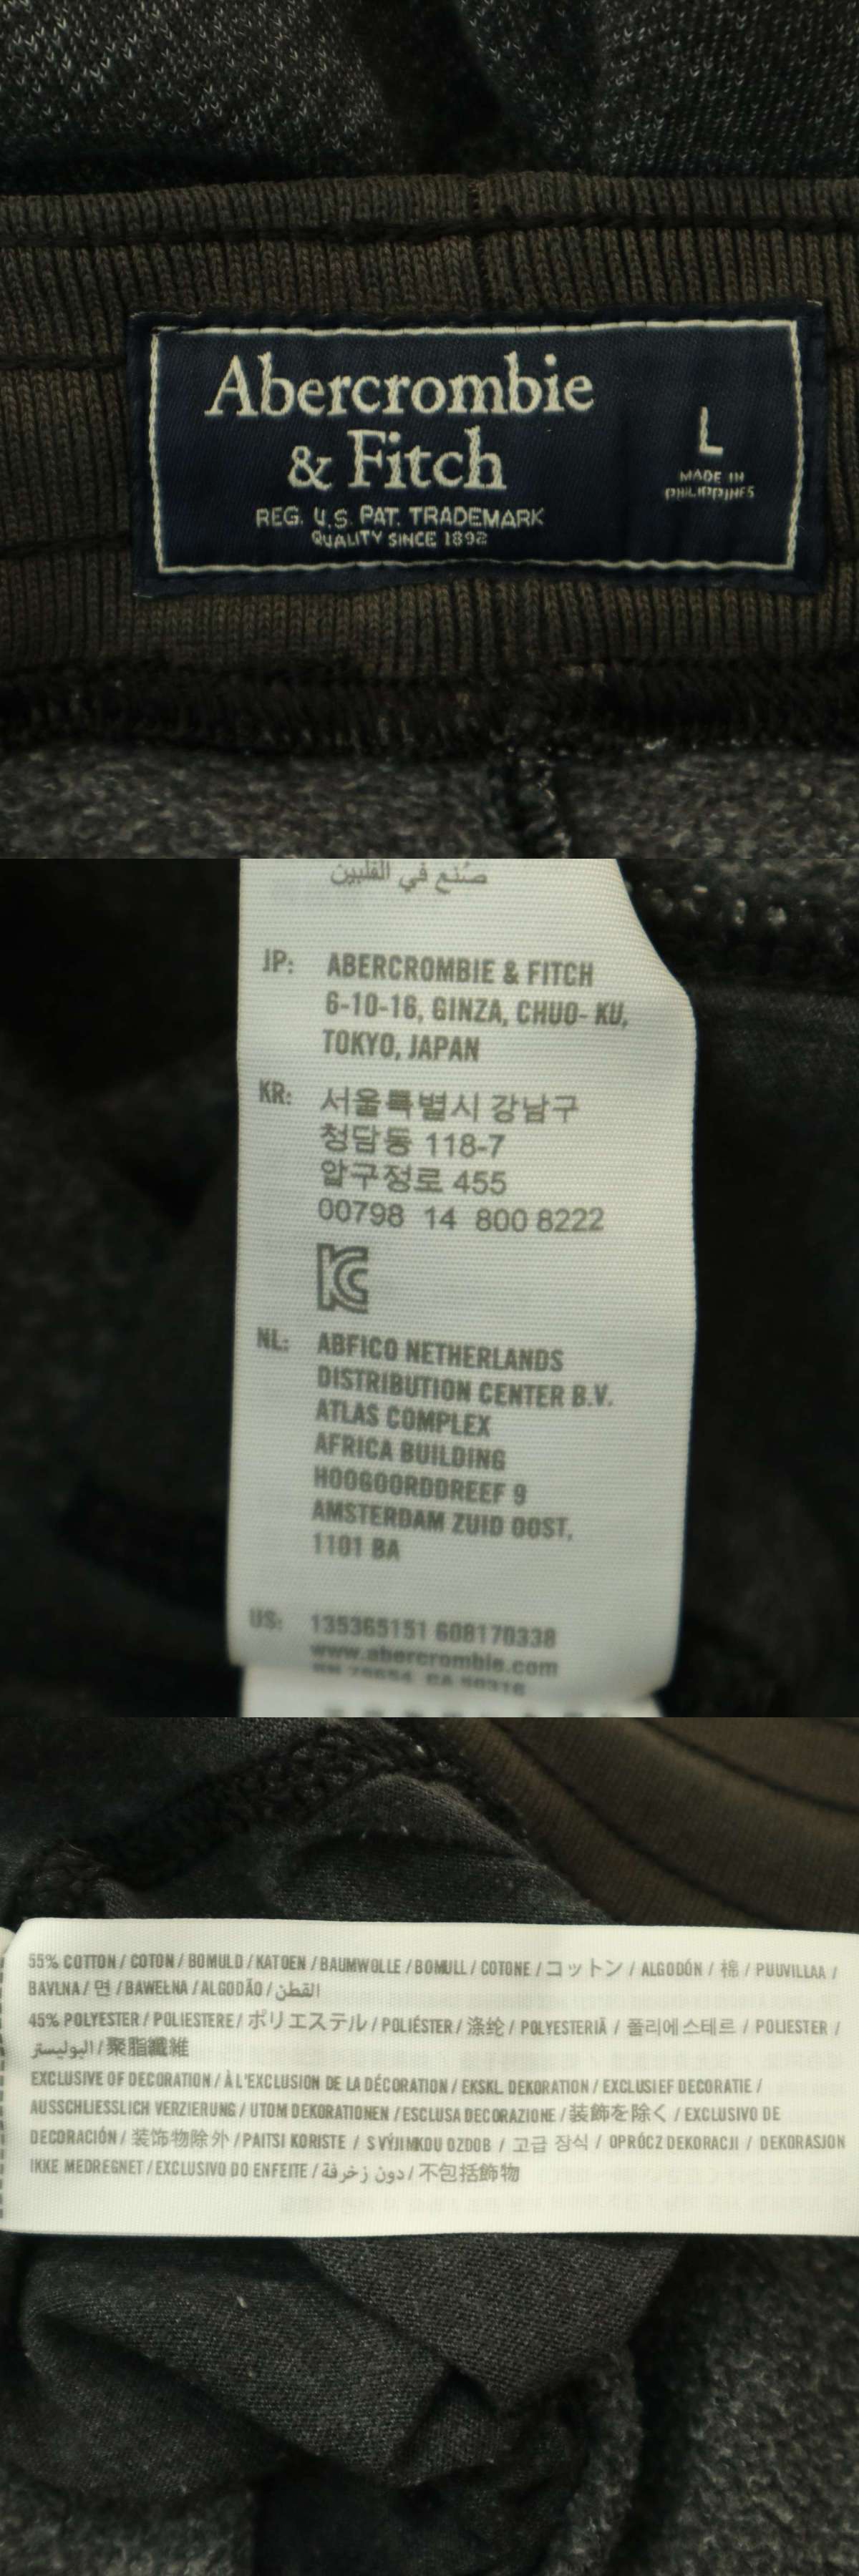 Abercrombie
& Fitch
REG. U.S. PAT. TRADEMARK
QUALITY SINCE 1892
L
MADE IN
PHILIPPINES
صُنع في الفلبين
JP: ABERCROMBIE & FITCH
6-10-16, GINZA, CHUO- KU,
TOKYO, JAPAN
KR: 서울특별시 강남구
청담동 118-7
압구정로 455
00798 14 800 8222
KC
NL: ABFICO NETHERLANDS
DISTRIBUTION CENTER B.V.
ATLAS COMPLEX
AFRICA BUILDING
HOOGOORDDREEF 9
AMSTERDAM ZUID OOST,
1101 BA
US: 135365151 608170338
www.abercrombie.com
RN 75654 CA 50316
55% COTTON / COTON / BOMULD / KATOEN / BAUMWOLLE / BOMULL / COTONE / コットン / ALGODÓN / 棉 / PUUVILLAA /
BAVLNA / 면 / BAWEŁNA / ALGODÃO / القطن
45% POLYESTER / POLIESTERE / ポリエステル / POLIÉSTER / 涤纶 / POLYESTERIÄ / 폴리에스테르 / POLIESTER /
البوليستر / 聚脂纖維
EXCLUSIVE OF DECORATION / À L'EXCLUSION DE LA DÉCORATION / EKSKL. DEKORATION / EXCLUSIEF DECORATIE /
AUSSCHLIESSLICH VERZIERUNG / UTOM DEKORATIONEN / ESCLUSA DECORAZIONE / 装飾を除く / EXCLUSIVO DE
DECORACIÓN / 装饰物除外 / PAITSI KORISTE / S VÝJIMKOU OZDOB / 고급 장식 / OPRÓCZ DEKORACJI / DEKORASJON
IKKE MEDREGNET / EXCLUSIVO DO ENFEITE / دون زخرفة / 不包括飾物